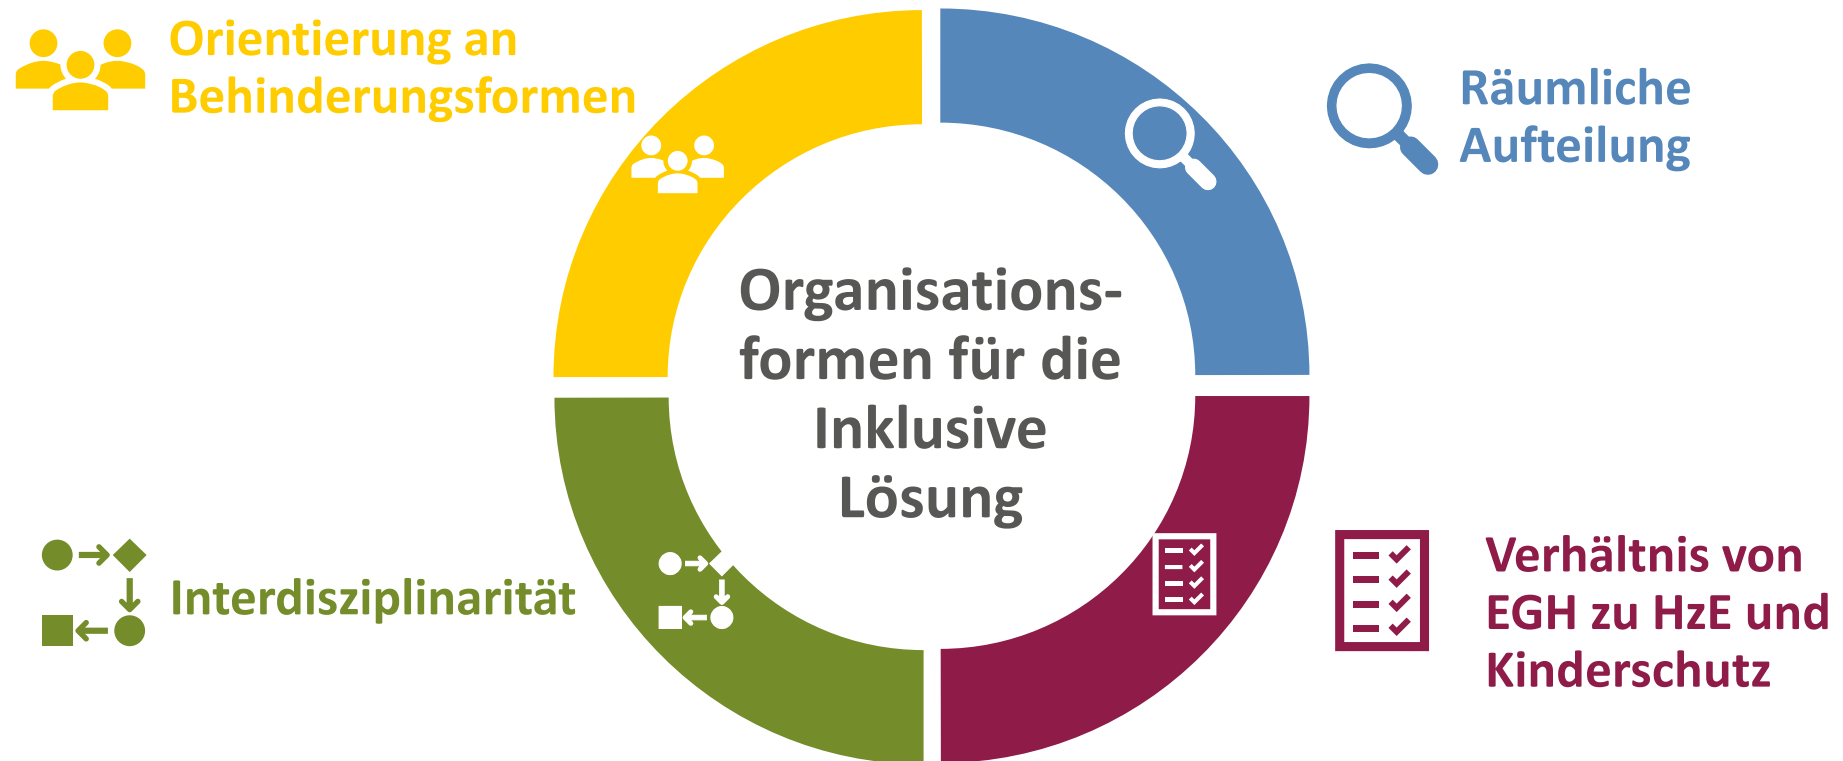 Orientierung an
Behinderungsformen
Räumliche
Aufteilung
Organisations-
formen für die
Inklusive
Lösung
Interdisziplinarität
Verhältnis von
EGH zu HzE und
Kinderschutz